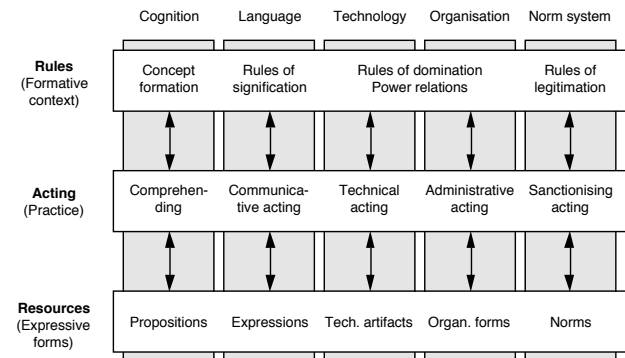 Cognition Language Technology Organisation Norm system
Rules
(Formative
context)
Concept
formation
Rules of
signification
Rules of domination
Power relations
Rules of
legitimation
Acting
(Practice)
Comprehen-
ding
Communica-
tive acting
Technical
acting
Administrative
acting
Sanctionising
acting
Resources
(Expressive
forms)
Propositions Expressions Tech. artifacts Organ. forms Norms